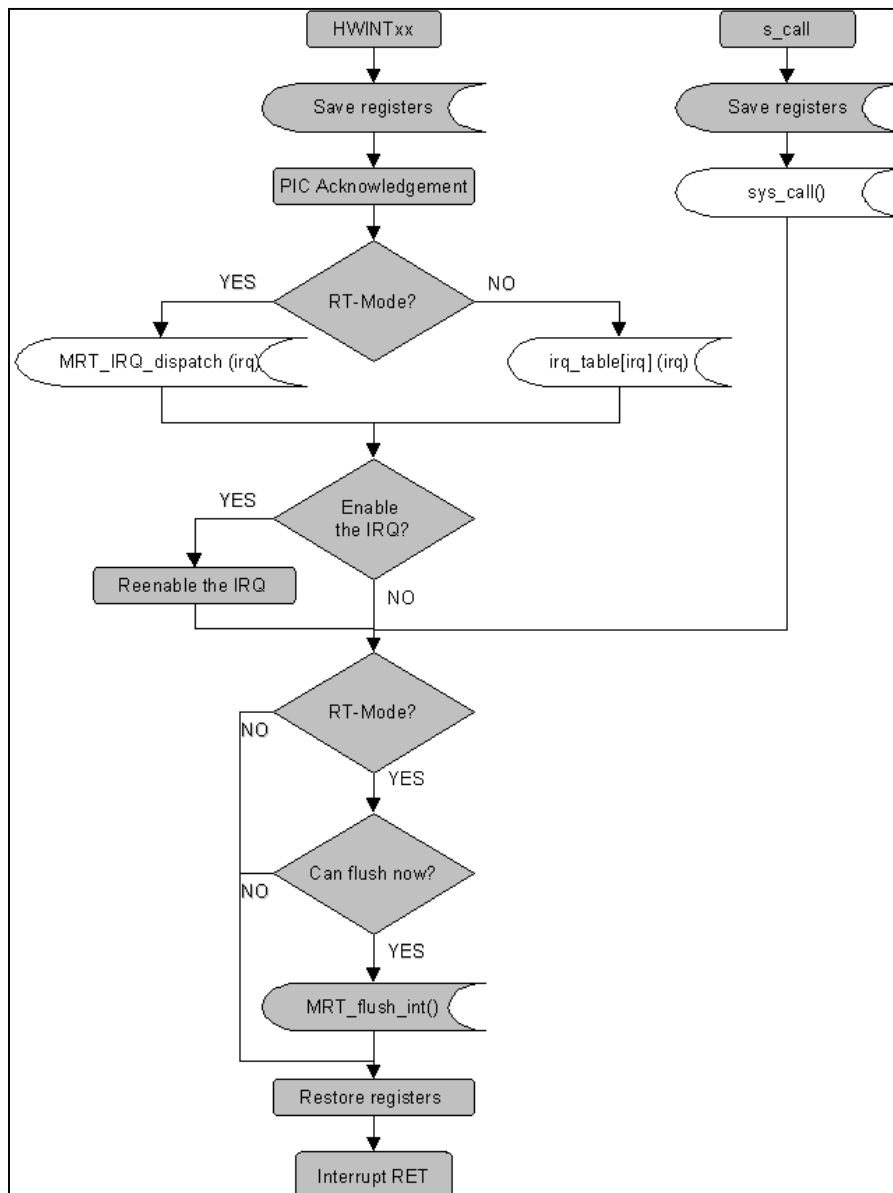 HWINTxx
s_call
Save registers
Save registers
PIC Acknowledgement
sys_call()
YES
NO
RT-Mode?
MRT_IRQ_dispatch (irq)
irq_table[irq] (irq)
YES
Enable
the IRQ?
Reenable the IRQ
NO
RT-Mode?
NO
YES
Can flush now?
NO
YES
MRT_flush_int()
Restore registers
Interrupt RET